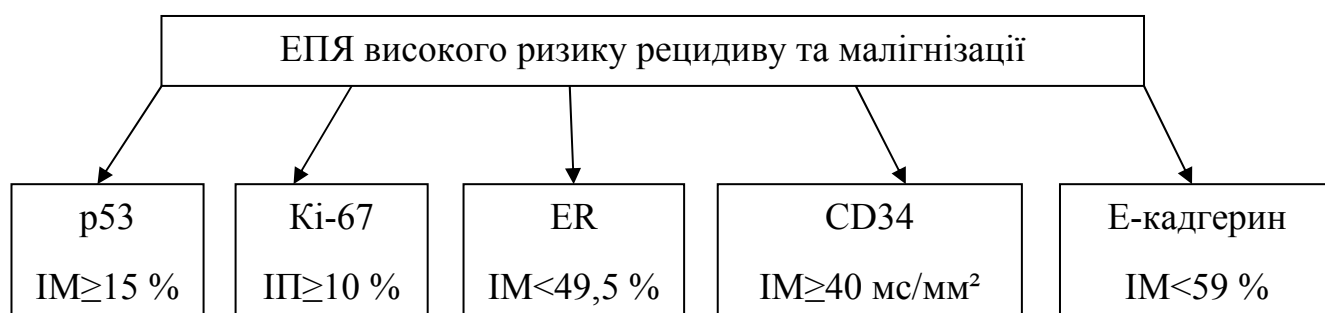 ЕПЯ високого ризику рецидиву та малігнізації
р53
ІМ≥15 %
Кі-67
ІП≥10 %
ER
ІМ<49,5 %
CD34
ІМ≥40 мс/мм²
Е-кадгерин
ІМ<59 %